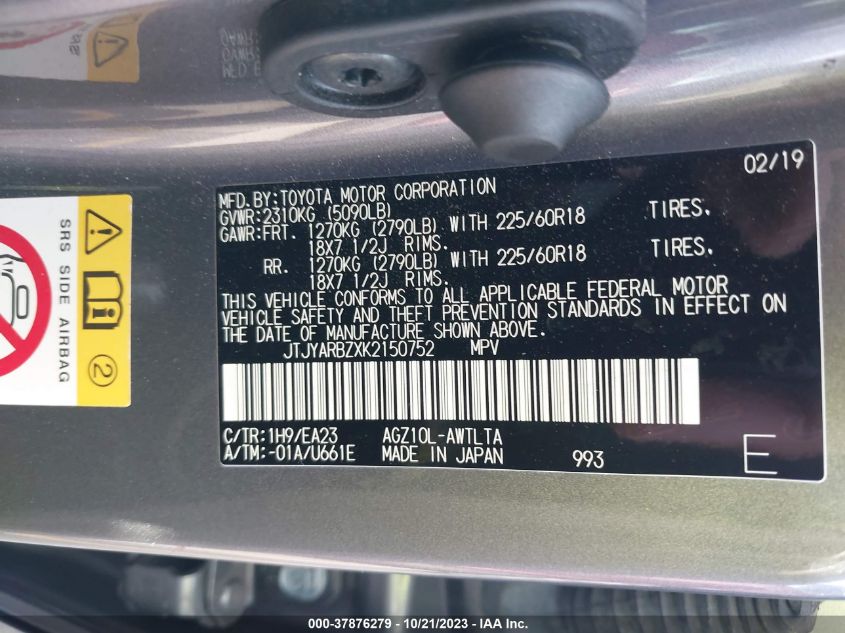 02/19
MFD.BY:TOYOTA MOTOR CORPORATION
GVWR:2310KG (5090LB)
GAWR:FRT. 1270KG (2790LB) WITH 225/60R18 TIRES.
18X7 1/2J RIMS.
RR. 1270KG (2790LB) WITH 225/60R18 TIRES.
18X7 1/2J RIMS.
THIS VEHICLE CONFORMS TO ALL APPLICABLE FEDERAL MOTOR
VEHICLE SAFETY AND THEFT PREVENTION STANDARDS IN EFFECT ON
THE DATE OF MANUFACTURE SHOWN ABOVE.
JTJYARBZXK2150752 MPV
C/TR:1H9/EA23 AGZ10L-AWTLTA
A/TM:-01A/U661E MADE IN JAPAN 993 E
SRS SIDE AIRBAG
2
000-37876279 - 10/21/2023 - IAA Inc.